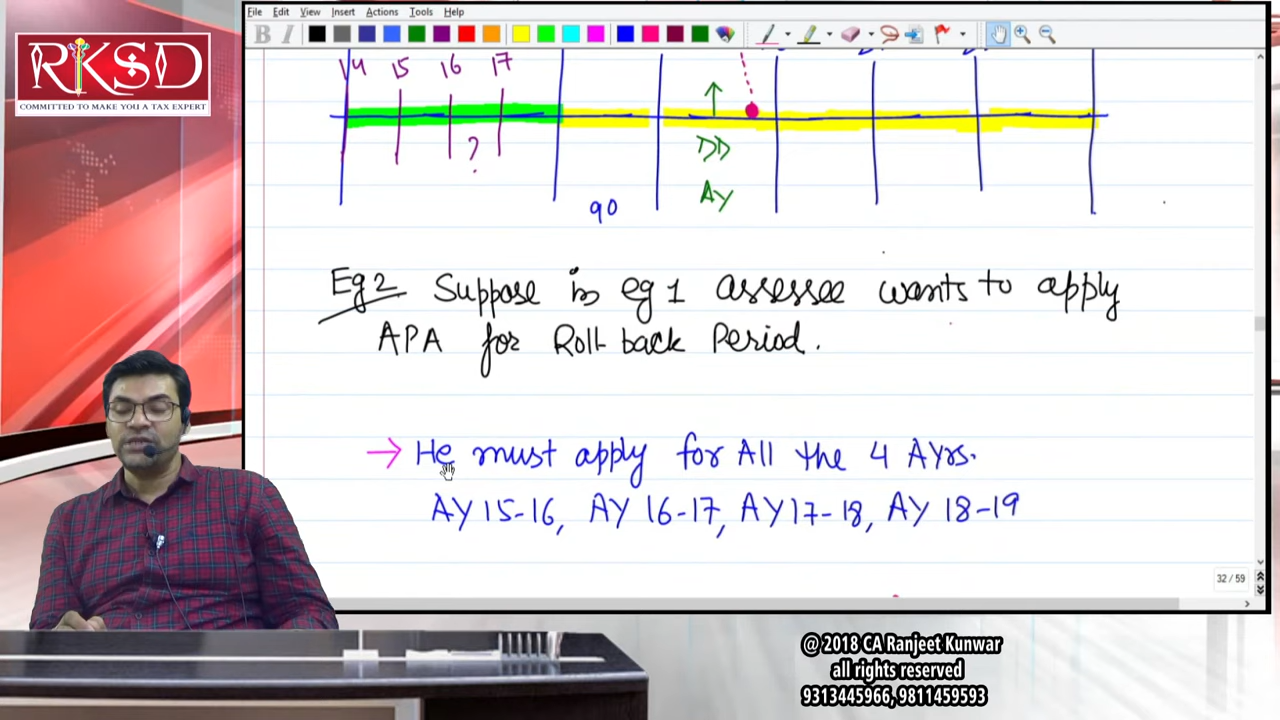 File Edit View Insert Actions Tools Help
B I
RKSD
COMMITTED TO MAKE YOU A TAX EXPERT
14 15 16 17
?
DD
AY
90
Eg 2 Suppose in eg 1 assessee wants to apply
APA for Roll back Period.
→ He must apply for All the 4 AYrs.
AY 15-16, AY 16-17, AY 17-18, AY 18-19
32 / 59
@ 2018 CA Ranjeet Kunwar
all rights reserved
9313445966, 9811459593